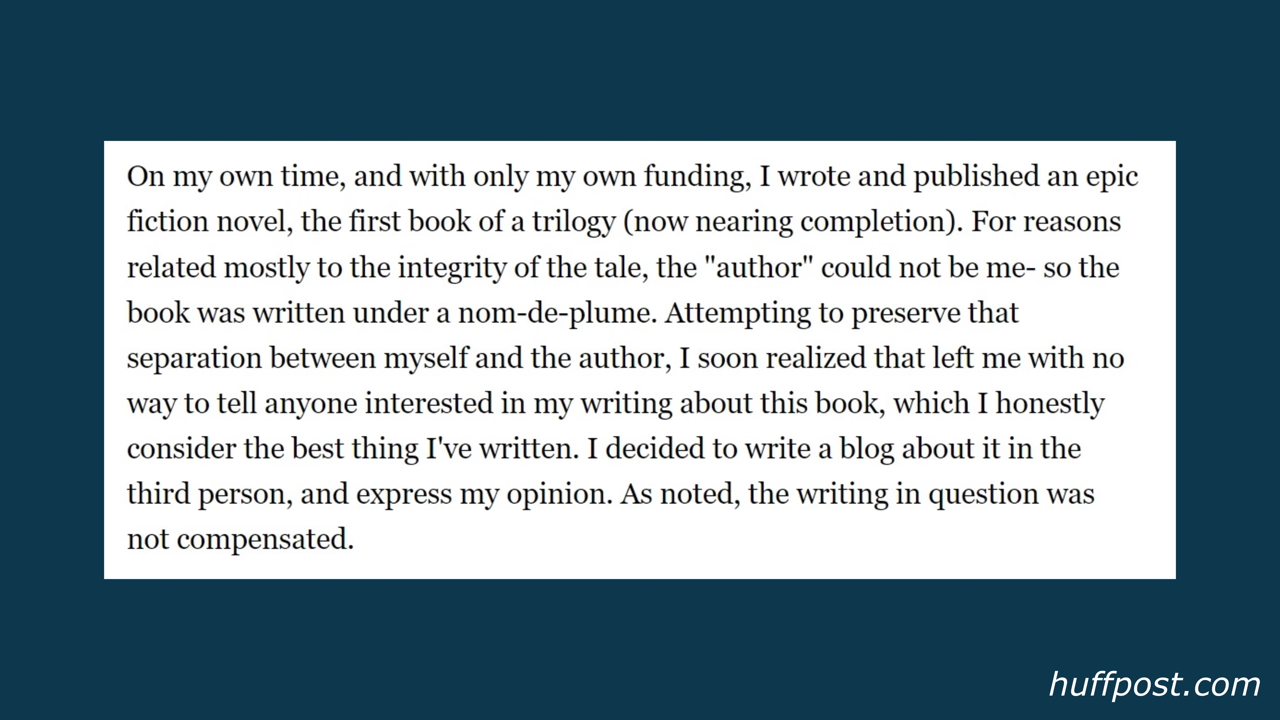 On my own time, and with only my own funding, I wrote and published an epic
fiction novel, the first book of a trilogy (now nearing completion). For reasons
related mostly to the integrity of the tale, the "author" could not be me- so the
book was written under a nom-de-plume. Attempting to preserve that
separation between myself and the author, I soon realized that left me with no
way to tell anyone interested in my writing about this book, which I honestly
consider the best thing I've written. I decided to write a blog about it in the
third person, and express my opinion. As noted, the writing in question was
not compensated.
huffpost.com